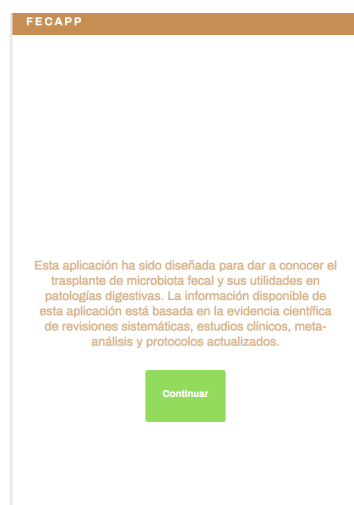 FECAPP
Esta aplicación ha sido diseñada para dar a conocer el
trasplante de microbiota fecal y sus utilidades en
patologías digestivas. La información disponible de
esta aplicación está basada en la evidencia científica
de revisiones sistemáticas, estudios clínicos, meta-
análisis y protocolos actualizados.
Continuar